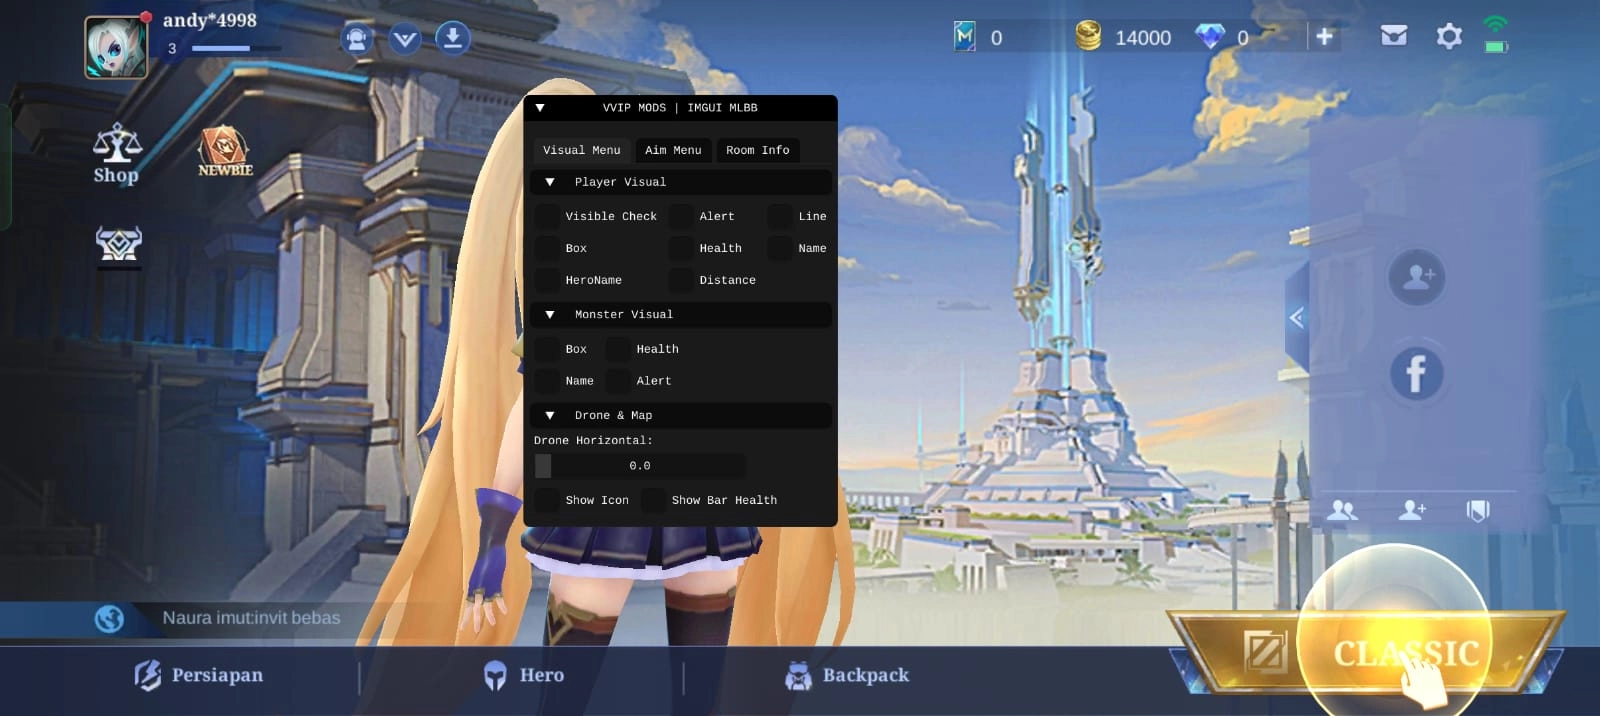 andy*4998
3
0
14000
0
Shop
NEWBIE
VVIP MODS | IMGUI MLBB
Visual Menu
Aim Menu
Room Info
Player Visual
Visible Check
Alert
Line
Box
Health
Name
HeroName
Distance
Monster Visual
Box
Health
Name
Alert
Drone & Map
Drone Horizontal:
0.0
Show Icon
Show Bar Health
Naura imut:invit bebas
Persiapan
Hero
Backpack
CLASSIC